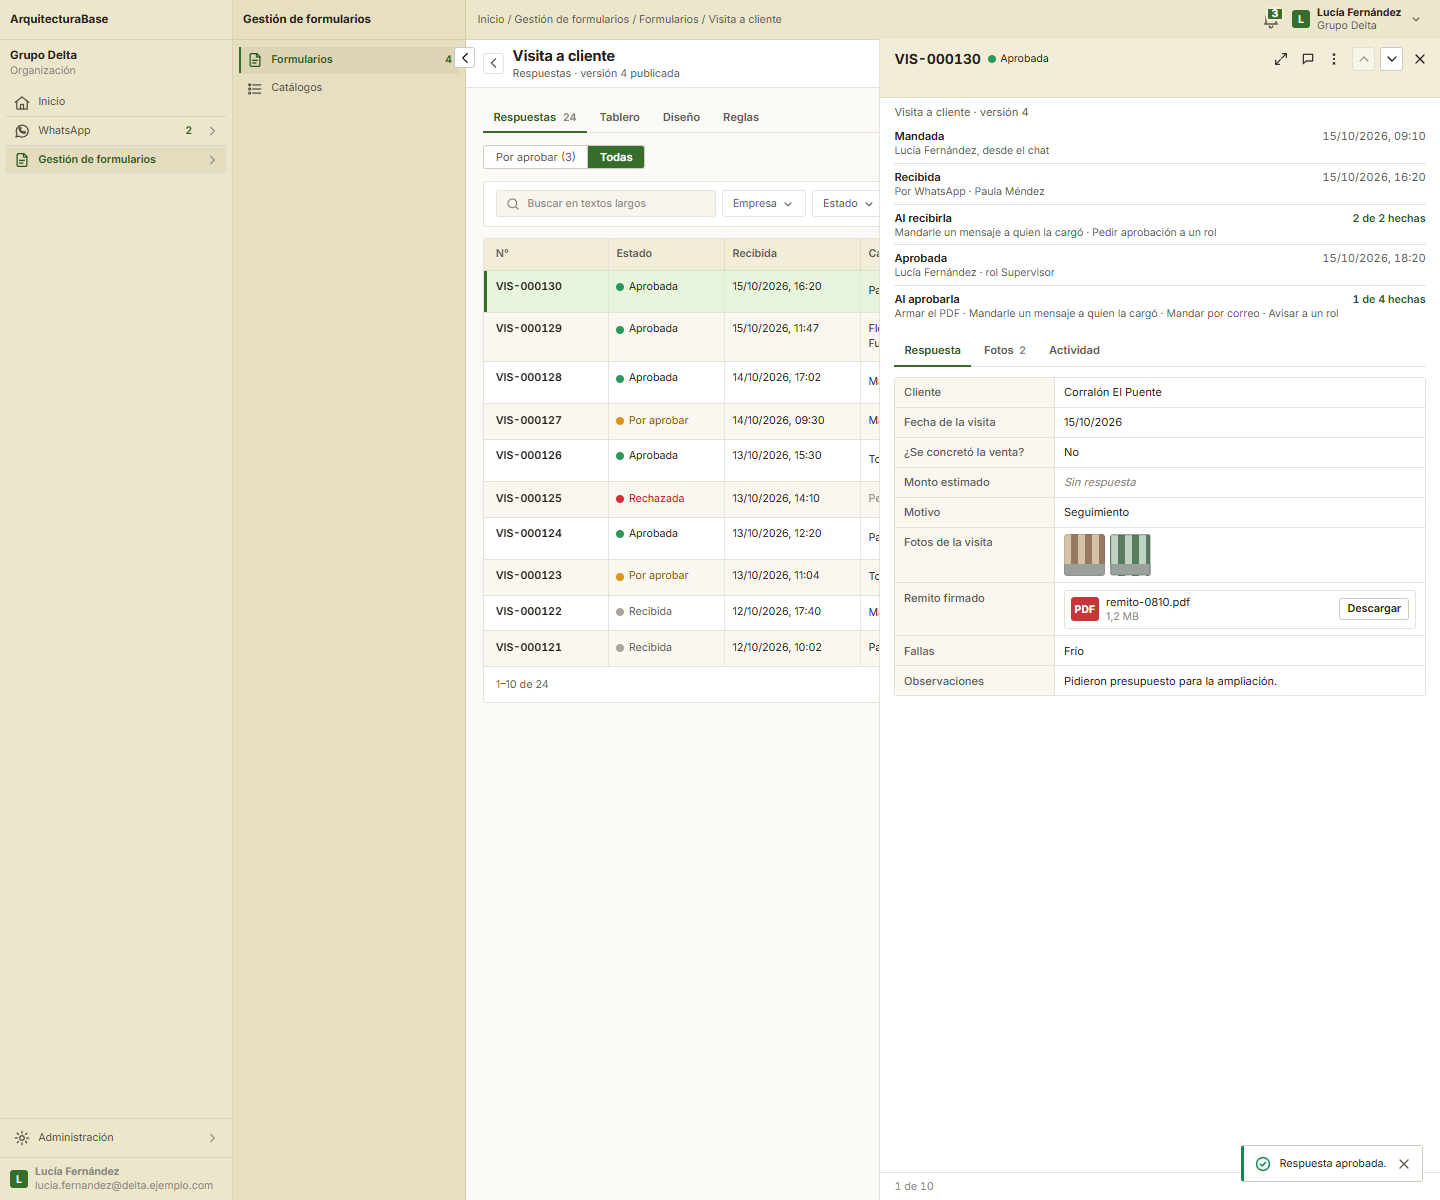 ArquitecturaBase
Grupo Delta
Organización
Inicio
WhatsApp 2
Gestión de formularios
Administración
L Lucía Fernández
lucia.fernandez@delta.ejemplo.com
Gestión de formularios
Formularios 4
Catálogos
Inicio / Gestión de formularios / Formularios / Visita a cliente
3
L Lucía Fernández
Grupo Delta
Visita a cliente
Respuestas · versión 4 publicada
Respuestas 24 Tablero Diseño Reglas
Por aprobar (3) Todas
Buscar en textos largos Empresa Estado
N° Estado Recibida Ca
VIS-000130 Aprobada 15/10/2026, 16:20 Pa
VIS-000129 Aprobada 15/10/2026, 11:47 Flo
Fu
VIS-000128 Aprobada 14/10/2026, 17:02 Ma
VIS-000127 Por aprobar 14/10/2026, 09:30 Ma
VIS-000126 Aprobada 13/10/2026, 15:30 To
VIS-000125 Rechazada 13/10/2026, 14:10 Pe
VIS-000124 Aprobada 13/10/2026, 12:20 Pa
VIS-000123 Por aprobar 13/10/2026, 11:04 To
VIS-000122 Recibida 12/10/2026, 17:40 Ma
VIS-000121 Recibida 12/10/2026, 10:02 Pa
1–10 de 24
VIS-000130 Aprobada
Visita a cliente · versión 4
Mandada 15/10/2026, 09:10
Lucía Fernández, desde el chat
Recibida 15/10/2026, 16:20
Por WhatsApp · Paula Méndez
Al recibirla 2 de 2 hechas
Mandarle un mensaje a quien la cargó · Pedir aprobación a un rol
Aprobada 15/10/2026, 18:20
Lucía Fernández · rol Supervisor
Al aprobarla 1 de 4 hechas
Armar el PDF · Mandarle un mensaje a quien la cargó · Mandar por correo · Avisar a un rol
Respuesta Fotos 2 Actividad
Cliente Corralón El Puente
Fecha de la visita 15/10/2026
¿Se concretó la venta? No
Monto estimado Sin respuesta
Motivo Seguimiento
Fotos de la visita
Remito firmado PDF remito-0810.pdf Descargar
1,2 MB
Fallas Frío
Observaciones Pidieron presupuesto para la ampliación.
Respuesta aprobada.
1 de 10